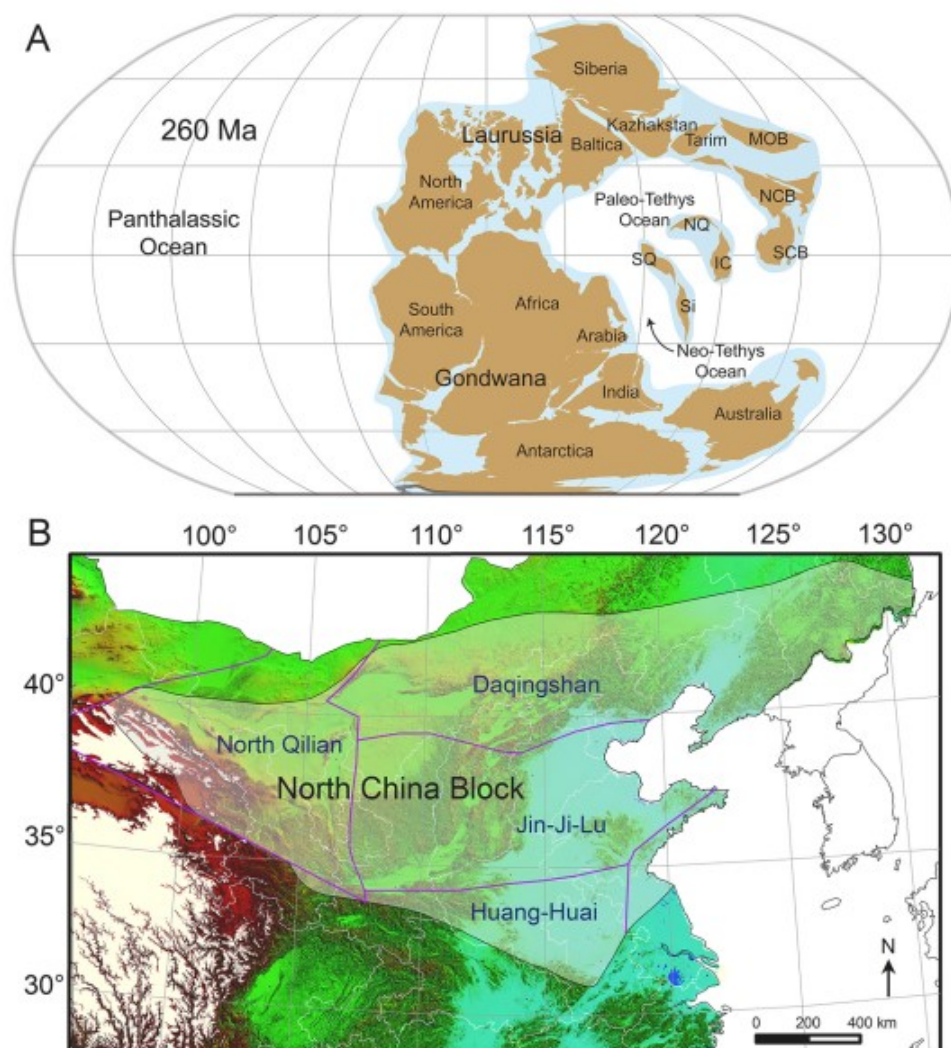 A
260 Ma
Panthalassic
Ocean
Siberia
Laurussia
Kazhakstan
Baltica
Tarim
MOB
North
America
NCB
Paleo-Tethys
Ocean
NQ
SCB
SQ
IC
South
America
Africa
Si
Arabia
Neo-Tethys
Ocean
Gondwana
India
Australia
Antarctica
B
100° 105° 110° 115° 120° 125° 130°
40°
Daqingshan
North Qilian
North China Block
35°
Jin-Ji-Lu
Huang-Huai
30°
N
0 200 400 km